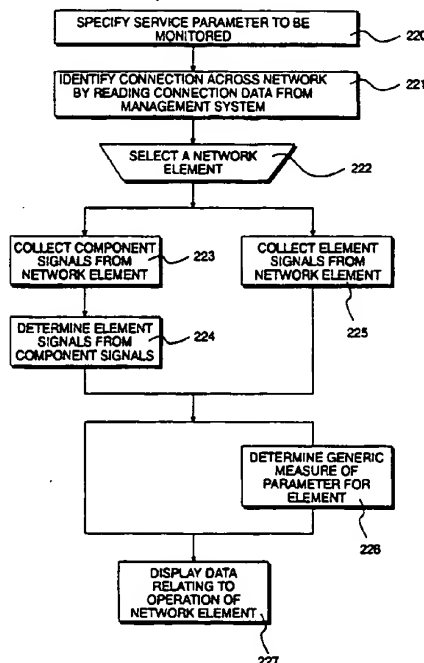 SPECIFY SERVICE PARAMETER TO BE
MONITORED
220
IDENTIFY CONNECTION ACROSS NETWORK
BY READING CONNECTION DATA FROM
MANAGEMENT SYSTEM
221
SELECT A NETWORK
ELEMENT
222
COLLECT COMPONENT
SIGNALS FROM
NETWORK ELEMENT
223
COLLECT ELEMENT
SIGNALS FROM
NETWORK ELEMENT
225
DETERMINE ELEMENT
SIGNALS FROM
COMPONENT SIGNALS
224
DETERMINE GENERIC
MEASURE OF
PARAMETER FOR
ELEMENT
226
DISPLAY DATA
RELATING TO
OPERATION OF
NETWORK ELEMENT
227